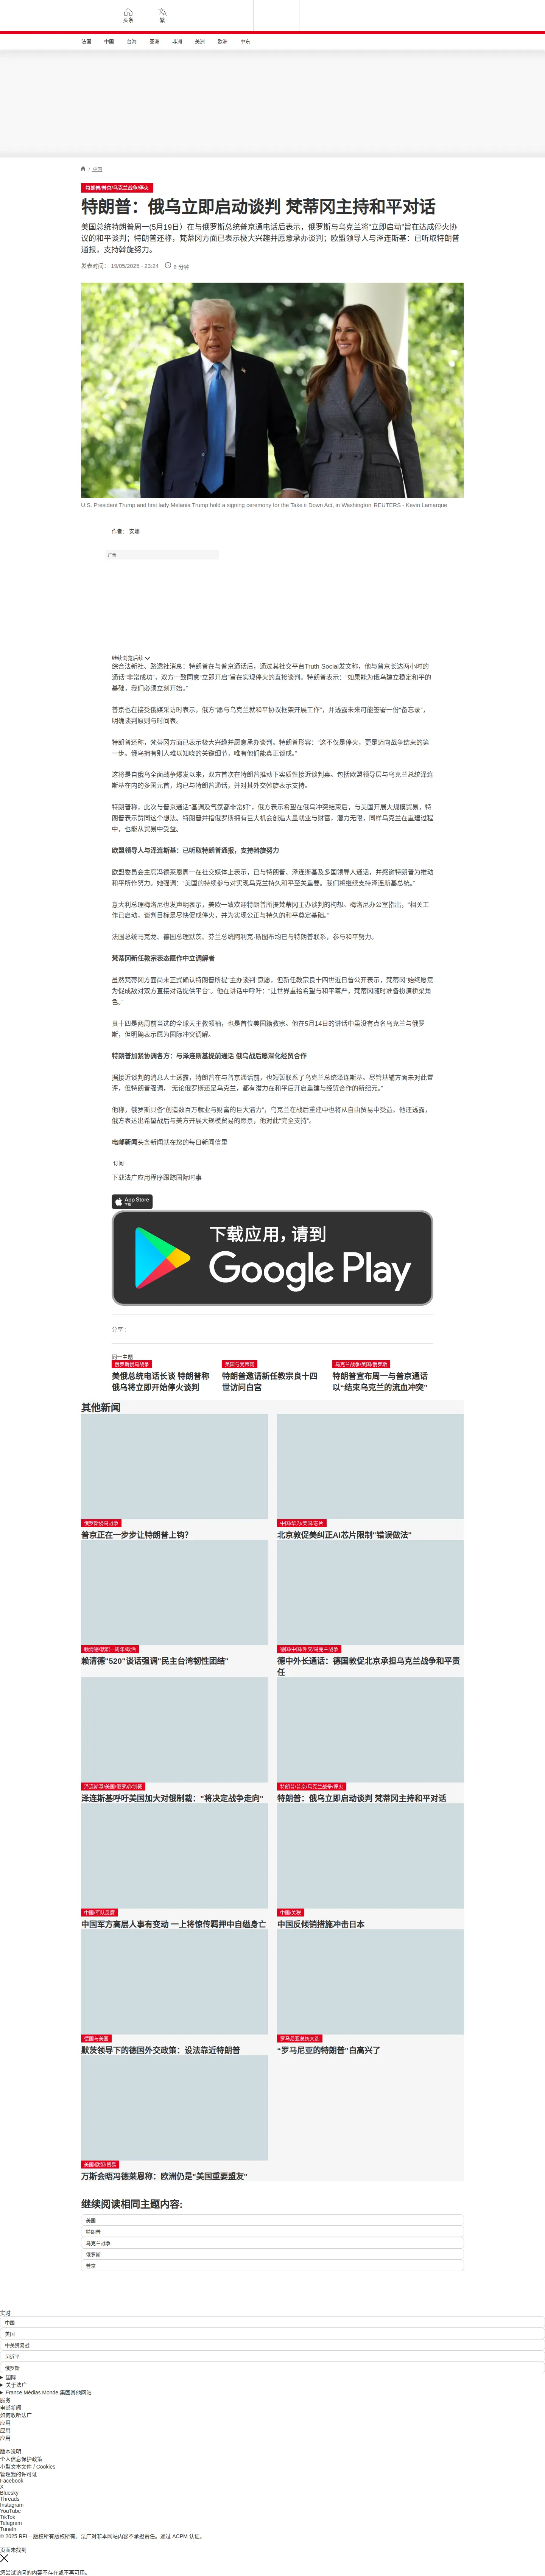 头条
繁
法国 中国 台海 亚洲 非洲 美洲 欧洲 中东
/ 中国
特朗普/普京/乌克兰战争/停火
特朗普：俄乌立即启动谈判 梵蒂冈主持和平对话
美国总统特朗普周一(5月19日）在与俄罗斯总统普京通电话后表示，俄罗斯与乌克兰将“立即启动”旨在达成停火协
议的和平谈判；特朗普还称，梵蒂冈方面已表示极大兴趣并愿意承办谈判；欧盟领导人与泽连斯基：已听取特朗普
通报，支持斡旋努力。
发表时间： 19/05/2025 - 23:24 6 分钟
U.S. President Trump and first lady Melania Trump hold a signing ceremony for the Take it Down Act, in Washington REUTERS - Kevin Lamarque
作者： 安娜
广告
继续浏览后续
综合法新社、路透社消息：特朗普在与普京通话后，通过其社交平台Truth Social发文称，他与普京长达两小时的
通话“非常成功”，双方一致同意“立即开启”旨在实现停火的直接谈判。特朗普表示：“如果能为俄乌建立稳定和平的
基础，我们必须立刻开始。”
普京也在接受俄媒采访时表示，俄方“愿与乌克兰就和平协议框架开展工作”，并透露未来可能签署一份“备忘录”，
明确谈判原则与时间表。
特朗普还称，梵蒂冈方面已表示极大兴趣并愿意承办谈判。特朗普形容：“这不仅是停火，更是迈向战争结束的第
一步。俄乌拥有别人难以知晓的关键细节，唯有他们能真正谈成。”
这将是自俄乌全面战争爆发以来，双方首次在特朗普推动下实质性接近谈判桌。包括欧盟领导层与乌克兰总统泽连
斯基在内的多国元首，均已与特朗普通话，并对其外交斡旋表示支持。
特朗普称，此次与普京通话“基调及气氛都非常好”，俄方表示希望在俄乌冲突结束后，与美国开展大规模贸易，特
朗普表示赞同这个想法。特朗普并指俄罗斯拥有巨大机会创造大量就业与财富，潜力无限，同样乌克兰在重建过程
中，也能从贸易中受益。
欧盟领导人与泽连斯基：已听取特朗普通报，支持斡旋努力
欧盟委员会主席冯德莱恩周一在社交媒体上表示，已与特朗普、泽连斯基及多国领导人通话，并感谢特朗普为推动
和平所作努力。她强调：“美国的持续参与对实现乌克兰持久和平至关重要。我们将继续支持泽连斯基总统。”
意大利总理梅洛尼也发声明表示，美欧一致欢迎特朗普所提梵蒂冈主办谈判的构想。梅洛尼办公室指出，“相关工
作已启动，谈判目标是尽快促成停火，并为实现公正与持久的和平奠定基础。”
法国总统马克龙、德国总理默茨、芬兰总统阿利克·斯图布均已与特朗普联系，参与和平努力。
梵蒂冈新任教宗表态愿作中立调解者
虽然梵蒂冈方面尚未正式确认特朗普所提“主办谈判”意愿，但新任教宗良十四世近日曾公开表示，梵蒂冈“始终愿意
为促成敌对双方直接对话提供平台”。他在讲话中呼吁：“让世界重拾希望与和平尊严，梵蒂冈随时准备扮演桥梁角
色。”
良十四是两周前当选的全球天主教领袖，也是首位美国籍教宗。他在5月14日的讲话中虽没有点名乌克兰与俄罗
斯，但明确表示愿为国际冲突调解。
特朗普加紧协调各方：与泽连斯基提前通话 俄乌战后愿深化经贸合作
据接近谈判的消息人士透露，特朗普在与普京通话前，也短暂联系了乌克兰总统泽连斯基。尽管基辅方面未对此置
评，但特朗普强调，“无论俄罗斯还是乌克兰，都有潜力在和平后开启重建与经贸合作的新纪元。”
他称，俄罗斯具备“创造数百万就业与财富的巨大潜力”，乌克兰在战后重建中也将从自由贸易中受益。他还透露，
俄方表达出希望战后与美方开展大规模贸易的愿景，他对此“完全支持”。
电邮新闻头条新闻就在您的每日新闻信里
订阅
下载法广应用程序跟踪国际时事
App Store
下载
下载应用，请到
Google Play
分享 :
同一主题
俄罗斯侵乌战争
美俄总统电话长谈 特朗普称
俄乌将立即开始停火谈判
美国与梵蒂冈
特朗普邀请新任教宗良十四
世访问白宫
乌克兰战争/美国/俄罗斯
特朗普宣布周一与普京通话
以“结束乌克兰的流血冲突”
其他新闻
俄罗斯侵乌战争
普京正在一步步让特朗普上钩?
中国/华为/美国/芯片
北京敦促美纠正AI芯片限制"错误做法"
赖清德/就职一周年/政治
赖清德"520"谈话强调"民主台湾韧性团结"
德国/中国/外交/乌克兰战争
德中外长通话：德国敦促北京承担乌克兰战争和平责
任
泽连斯基/美国/俄罗斯/制裁
泽连斯基呼吁美国加大对俄制裁："将决定战争走向"
特朗普/普京/乌克兰战争/停火
特朗普：俄乌立即启动谈判 梵蒂冈主持和平对话
中国/军队反腐
中国军方高层人事有变动 一上将惊传羁押中自缢身亡
中国/关税
中国反倾销措施冲击日本
德国与美国
默茨领导下的德国外交政策：设法靠近特朗普
罗马尼亚总统大选
“罗马尼亚的特朗普”白高兴了
美国/欧盟/贸易
万斯会晤冯德莱恩称：欧洲仍是"美国重要盟友"
继续阅读相同主题内容:
美国
特朗普
乌克兰战争
俄罗斯
普京
实时
中国
美国
中美贸易战
习近平
俄罗斯
国际
关于法广
France Médias Monde 集团其他网站
服务
电邮新闻
如何收听法广
应用
应用
应用
版本说明
个人信息保护政策
小型文本文件 / Cookies
管理我的许可证
Facebook
X
Bluesky
Threads
Instagram
YouTube
TikTok
Telegram
TuneIn
© 2025 RFI – 版权所有版权所有。法广对非本网站内容不承担责任。通过 ACPM 认证。
页面未找到
您尝试访问的内容不存在或不再可用。